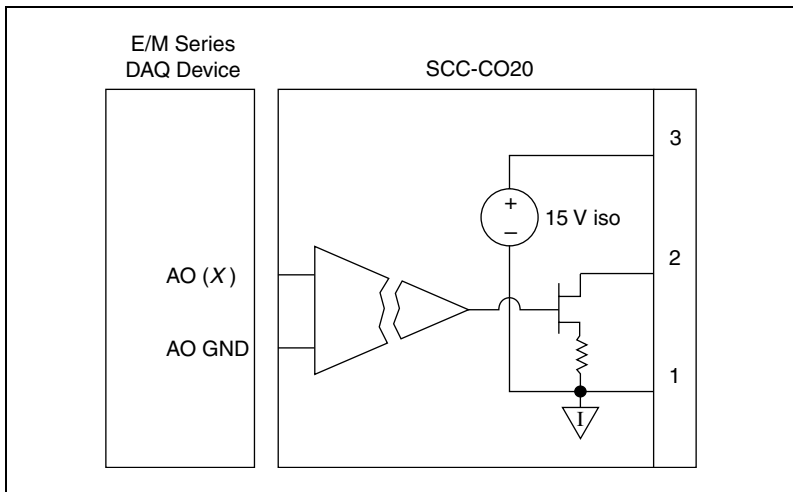 E/M Series
DAQ Device
SCC-CO20
3
+
15 V iso
–
2
AO (X)
AO GND
1
I